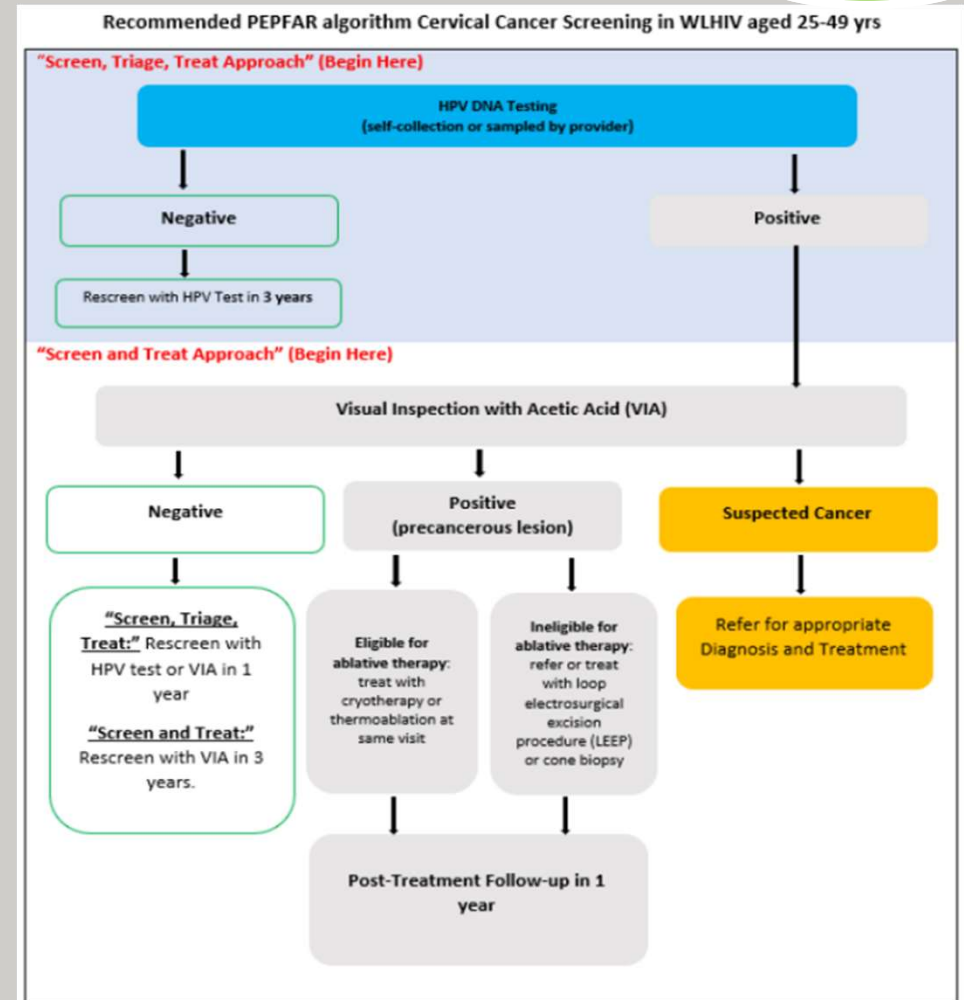 Recommended PEPFAR algorithm Cervical Cancer Screening in WLHIV aged 25-49 yrs
“Screen, Triage, Treat Approach” (Begin Here)
HPV DNA Testing
(self-collection or sampled by provider)
Negative
Positive
Rescreen with HPV Test in 3 years
“Screen and Treat Approach” (Begin Here)
Visual Inspection with Acetic Acid (VIA)
Negative
Positive
(precancerous lesion)
Suspected Cancer
“Screen, Triage,
Treat:” Rescreen with
HPV test or VIA in 1
year
“Screen and Treat:”
Rescreen with VIA in 3
years.
Eligible for
ablative therapy:
treat with
cryotherapy or
thermoablation at
same visit
Ineligible for
ablative therapy:
refer or treat
with loop
electrosurgical
excision
procedure (LEEP)
or cone biopsy
Refer for appropriate
Diagnosis and Treatment
Post-Treatment Follow-up in 1
year